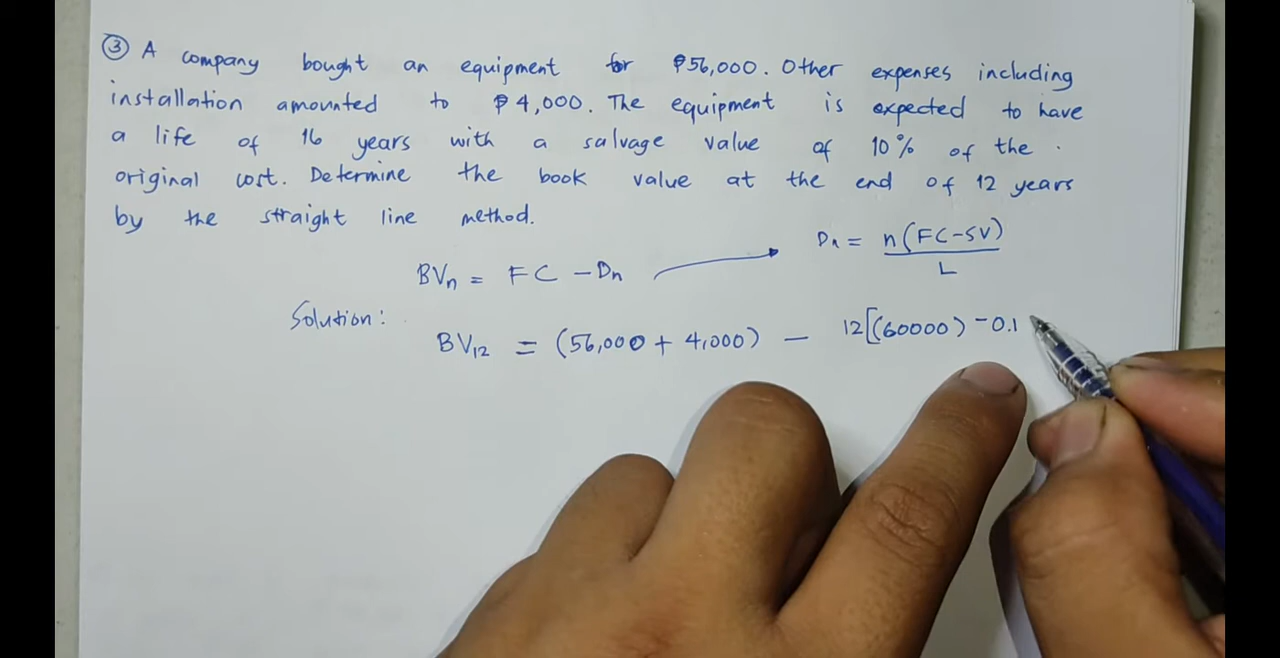 ③ A company bought an equipment for ₱56,000. Other expenses including
installation amounted to ₱4,000. The equipment is expected to have
a life of 16 years with a salvage value of 10% of the
original cost. Determine the book value at the end of 12 years
by the straight line method.
BVn = FC - Dn
Dn = n(FC-SV)/L
Solution:
BV12 = (56,000 + 4,000) - 12[(60000) - 0.1